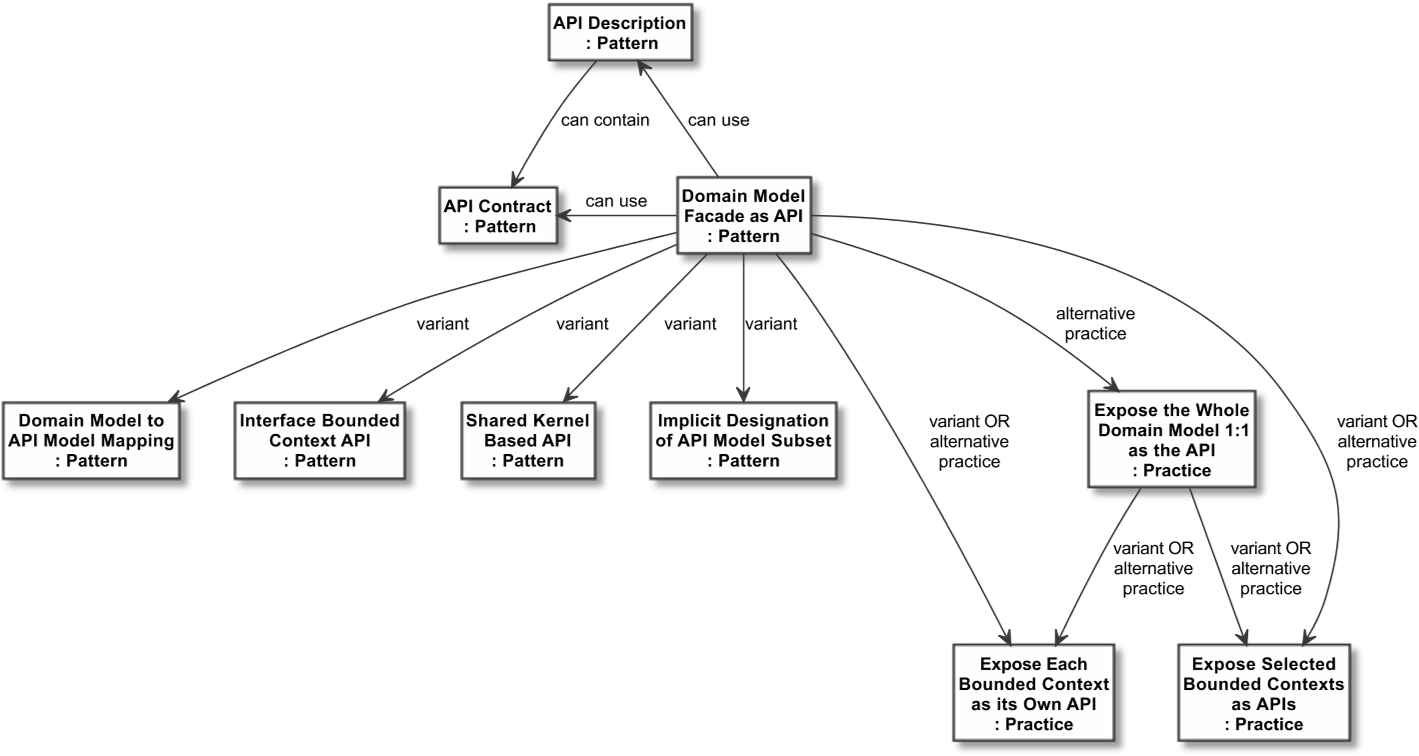 API Description
: Pattern
can contain
can use
API Contract
: Pattern
can use
Domain Model
Facade as API
: Pattern
variant
variant
variant
variant
alternative
practice
Domain Model to
API Model Mapping
: Pattern
Interface Bounded
Context API
: Pattern
Shared Kernel
Based API
: Pattern
Implicit Designation
of API Model Subset
: Pattern
variant OR
alternative
practice
Expose the Whole
Domain Model 1:1
as the API
: Practice
variant OR
alternative
practice
variant OR
alternative
practice
variant OR
alternative
practice
Expose Each
Bounded Context
as its Own API
: Practice
Expose Selected
Bounded Contexts
as APIs
: Practice